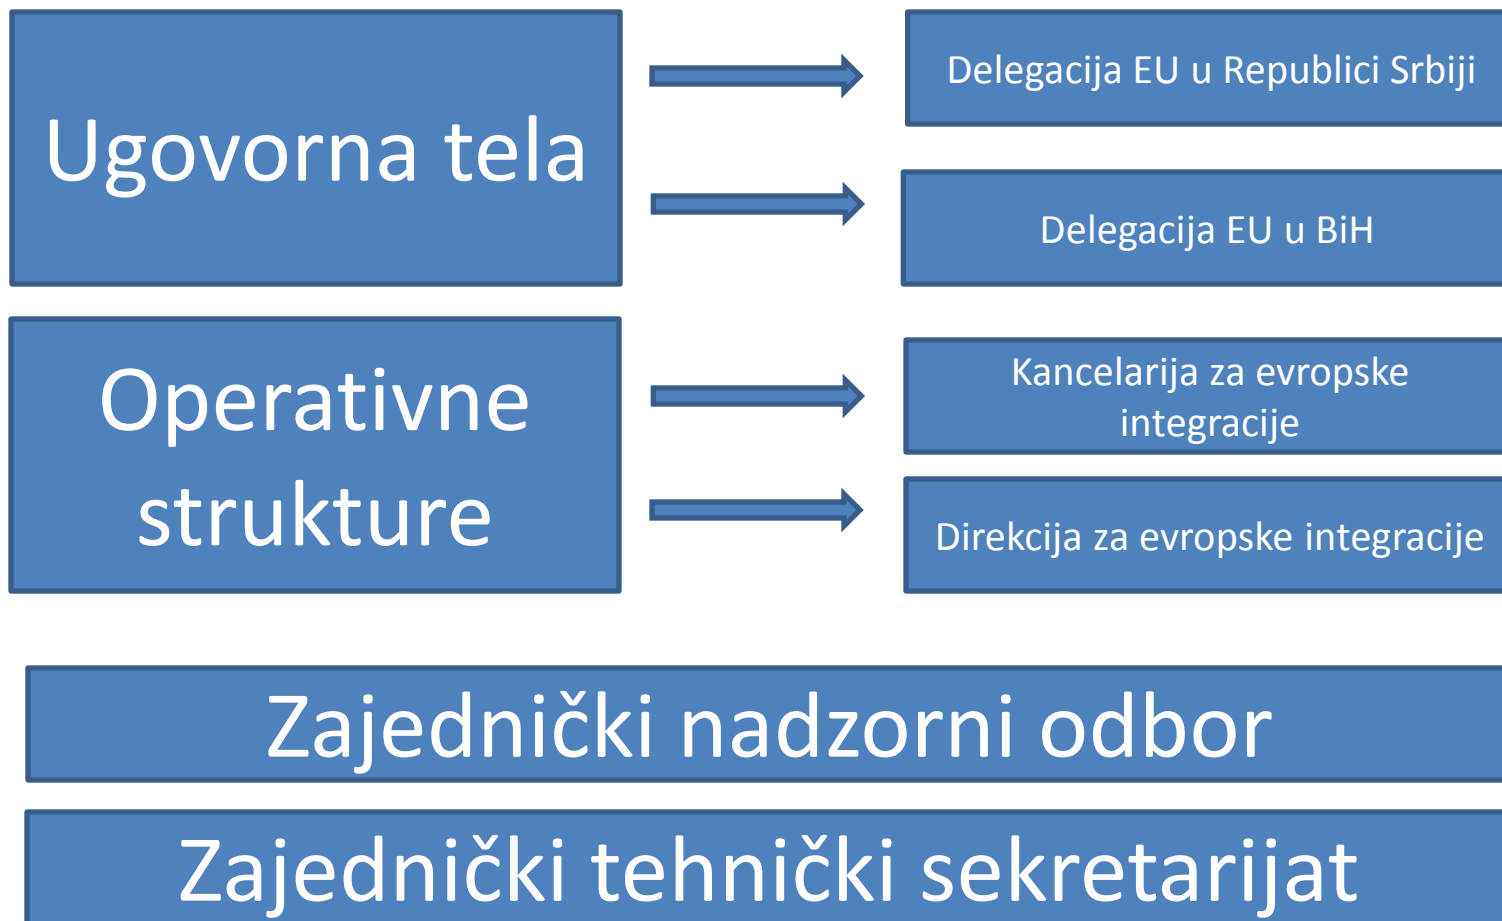 Ugovorna tela
Delegacija EU u Republici Srbiji
Delegacija EU u BiH
Operativne
strukture
Kancelarija za evropske
integracije
Direkcija za evropske integracije
Zajednički nadzorni odbor
Zajednički tehnički sekretarijat